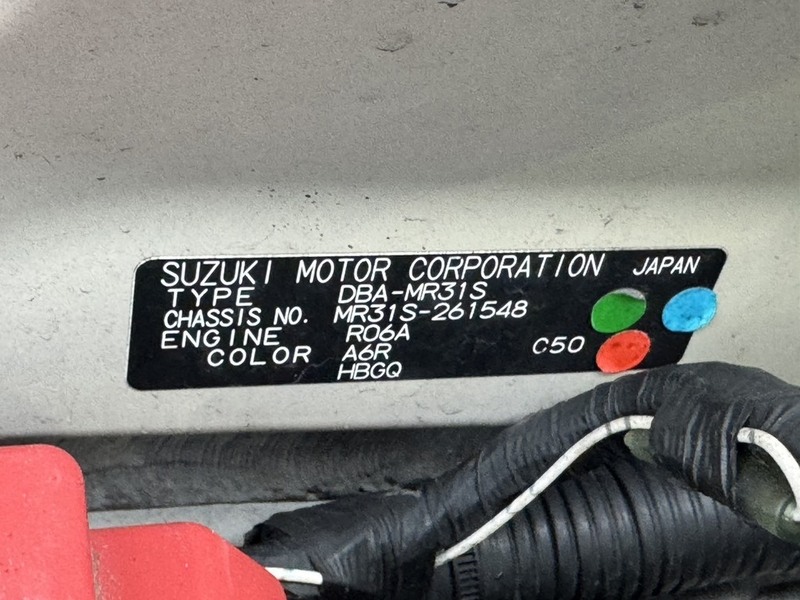 SUZUKI MOTOR CORPORATION JAPAN
TYPE DBA-MR31S
CHASSIS NO. MR31S-261548
ENGINE R06A
COLOR A6R C50
HBGQ